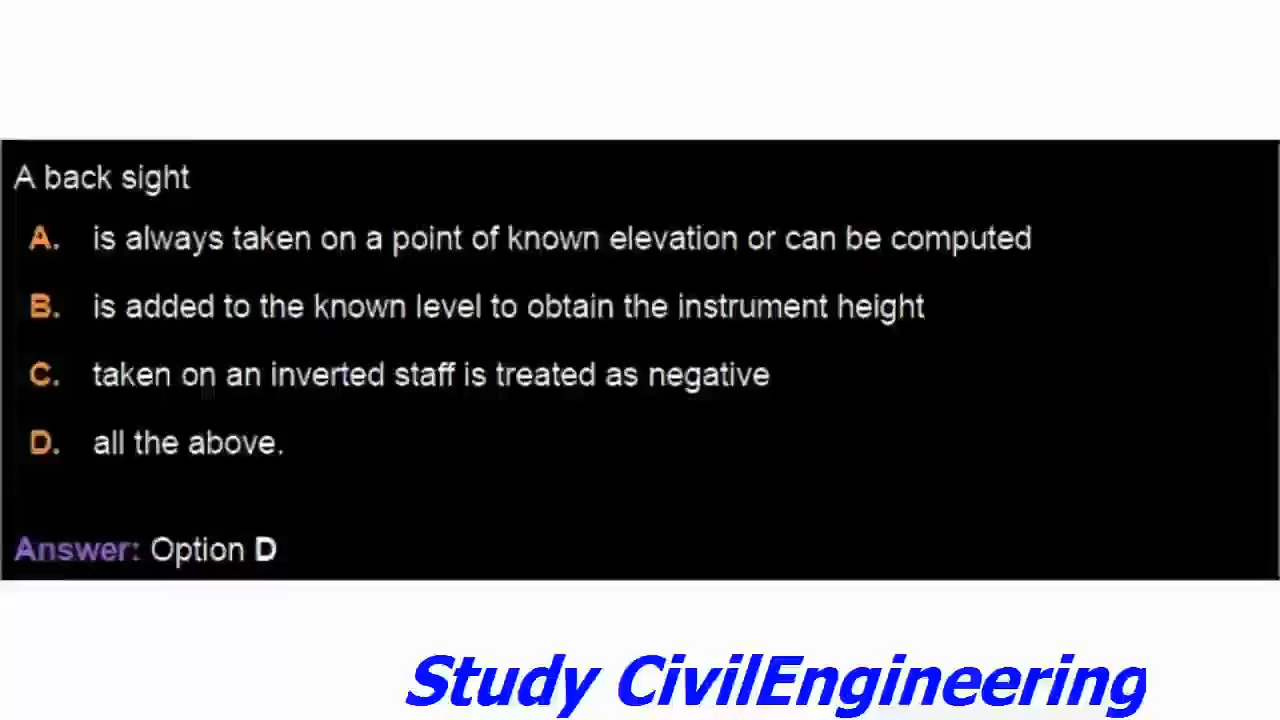 A back sight
A. is always taken on a point of known elevation or can be computed
B. is added to the known level to obtain the instrument height
C. taken on an inverted staff is treated as negative
D. all the above.
Answer: Option D
Study CivilEngineering